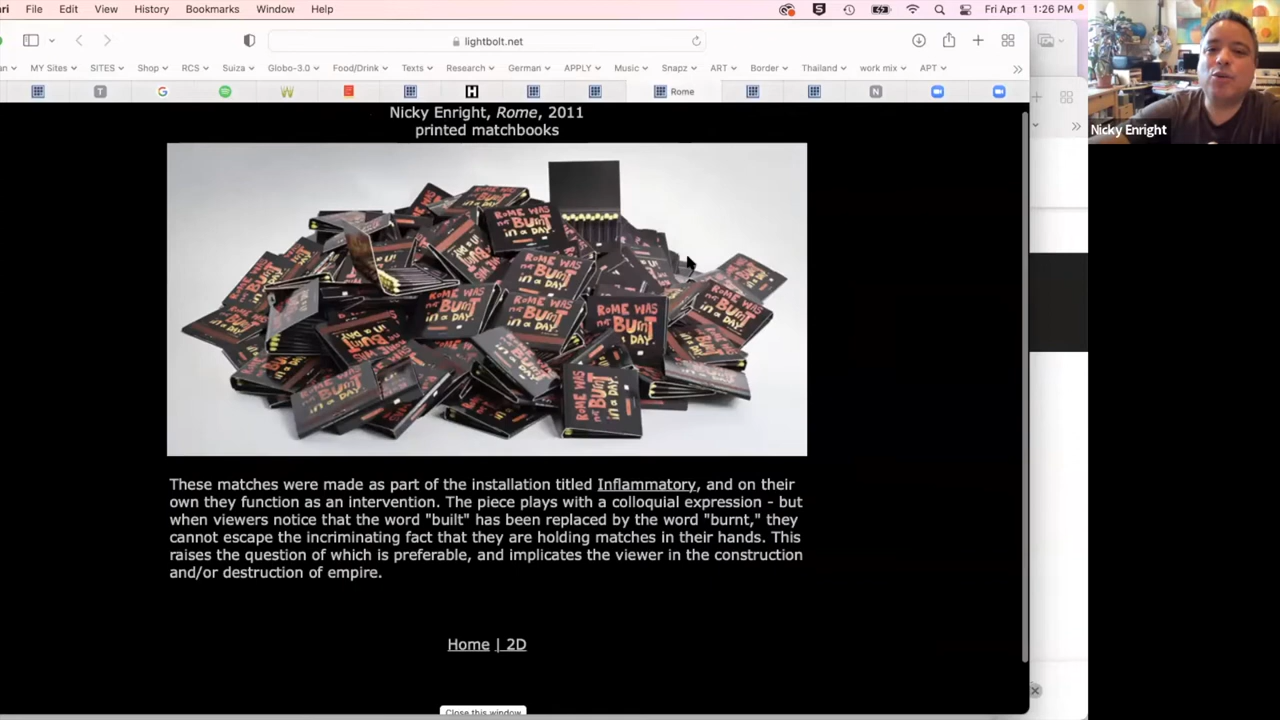 File Edit View History Bookmarks Window Help Fri Apr 1 1:26 PM
lightbolt.net
MY Sites SITES Shop RCS Suiza Globo-3.0 Food/Drink Texts Research German APPLY Music Snapz ART Border Thailand work mix APT
Rome
Nicky Enright
Nicky Enright, Rome, 2011
printed matchbooks
ROME WAS
not BurnT
in a DAY.
These matches were made as part of the installation titled Inflammatory, and on their
own they function as an intervention. The piece plays with a colloquial expression - but
when viewers notice that the word "built" has been replaced by the word "burnt," they
cannot escape the incriminating fact that they are holding matches in their hands. This
raises the question of which is preferable, and implicates the viewer in the construction
and/or destruction of empire.
Home | 2D
Close this window